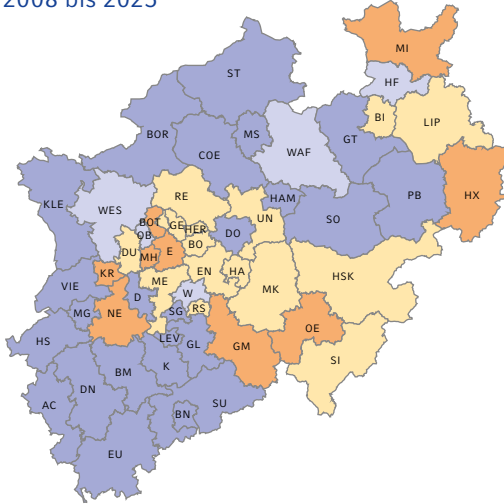 2008 bis 2025
MI
ST
HF
BI
LIP
BOR
MS
GT
COE
WAF
HX
PB
RE
KLE
WES
HAM
BOT
GE
HER
UN
SO
OB
DO
BO
DU
MH
E
KR
EN
HA
HSK
ME
VIE
MK
D
W
RS
MG
NE
SG
OE
HS
LEV
GL
GM
SI
BM
K
DN
AC
BN
SU
EU